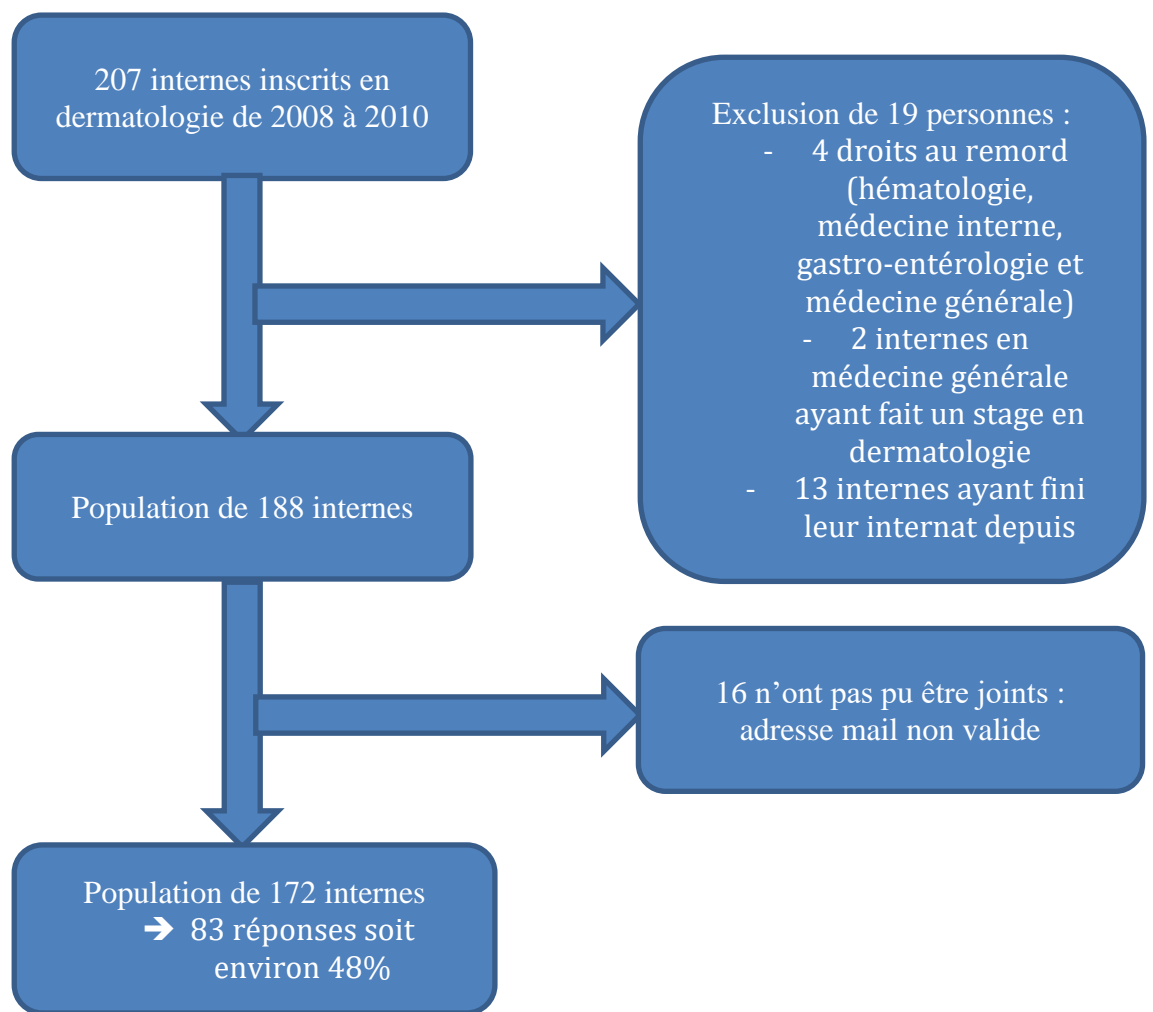 207 internes inscrits en
dermatologie de 2008 à 2010
Exclusion de 19 personnes :
- 4 droits au remord
(hématologie,
médecine interne,
gastro-entérologie et
médecine générale)
- 2 internes en
médecine générale
ayant fait un stage en
dermatologie
- 13 internes ayant fini
leur internat depuis
Population de 188 internes
16 n’ont pas pu être joints :
adresse mail non valide
Population de 172 internes
➔ 83 réponses soit
environ 48%